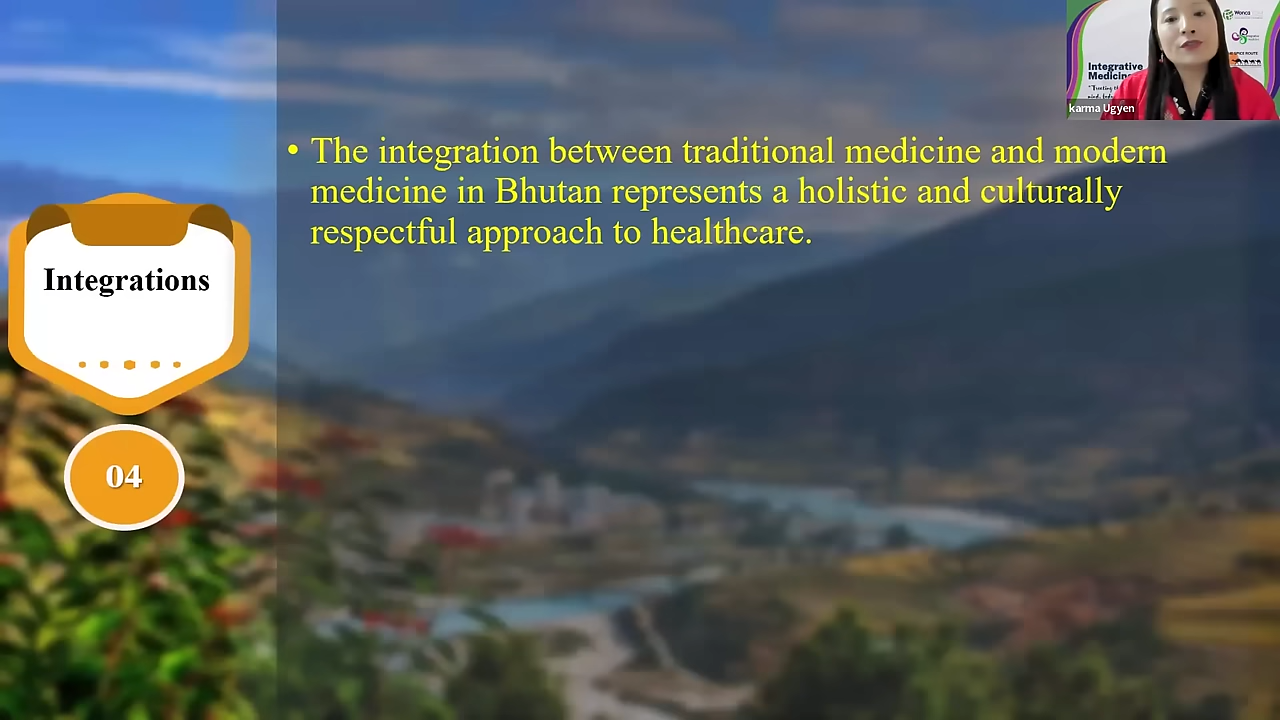 • The integration between traditional medicine and modern
medicine in Bhutan represents a holistic and culturally
respectful approach to healthcare.
Integrations
04
Wonca
Integrative
Medicine
karma Ugyen